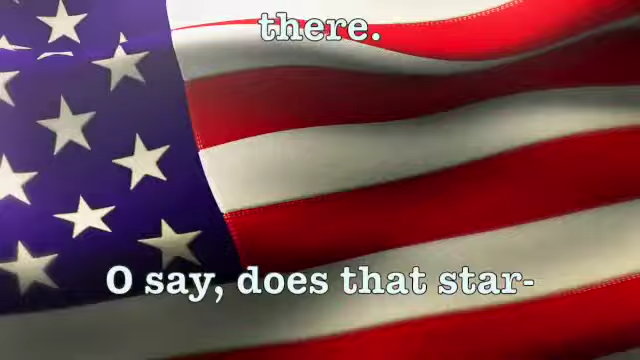 there.
O say, does that star-